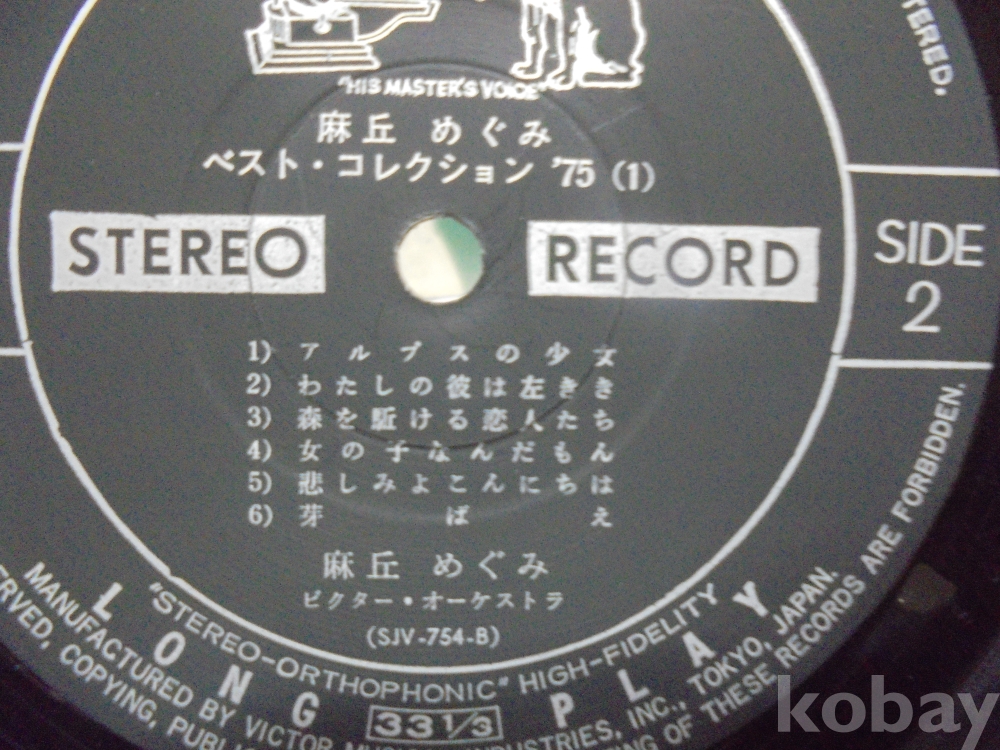 "HIS MASTER'S VOICE"
麻丘 めぐみ
ベスト・コレクション '75 (1)
STEREO RECORD
SIDE
2
1) アルプスの少女
2) わたしの彼は左きき
3)森を駈ける恋人たち
4) 女の子なんだもん
5) 悲しみよこんにちは
6) 芽ばえ
麻丘 めぐみ
ビクター・オーケストラ
(SJV-754-B)
"STEREO-ORTHOPHONIC" HIGH-FIDELITY
LONG 33 1/3 PLAY
MANUFACTURED BY VICTOR INDUSTRIES, INC., TOKYO, JAPAN.
COPYING, OF THESE RECORDS ARE FORBIDDEN.
kobay